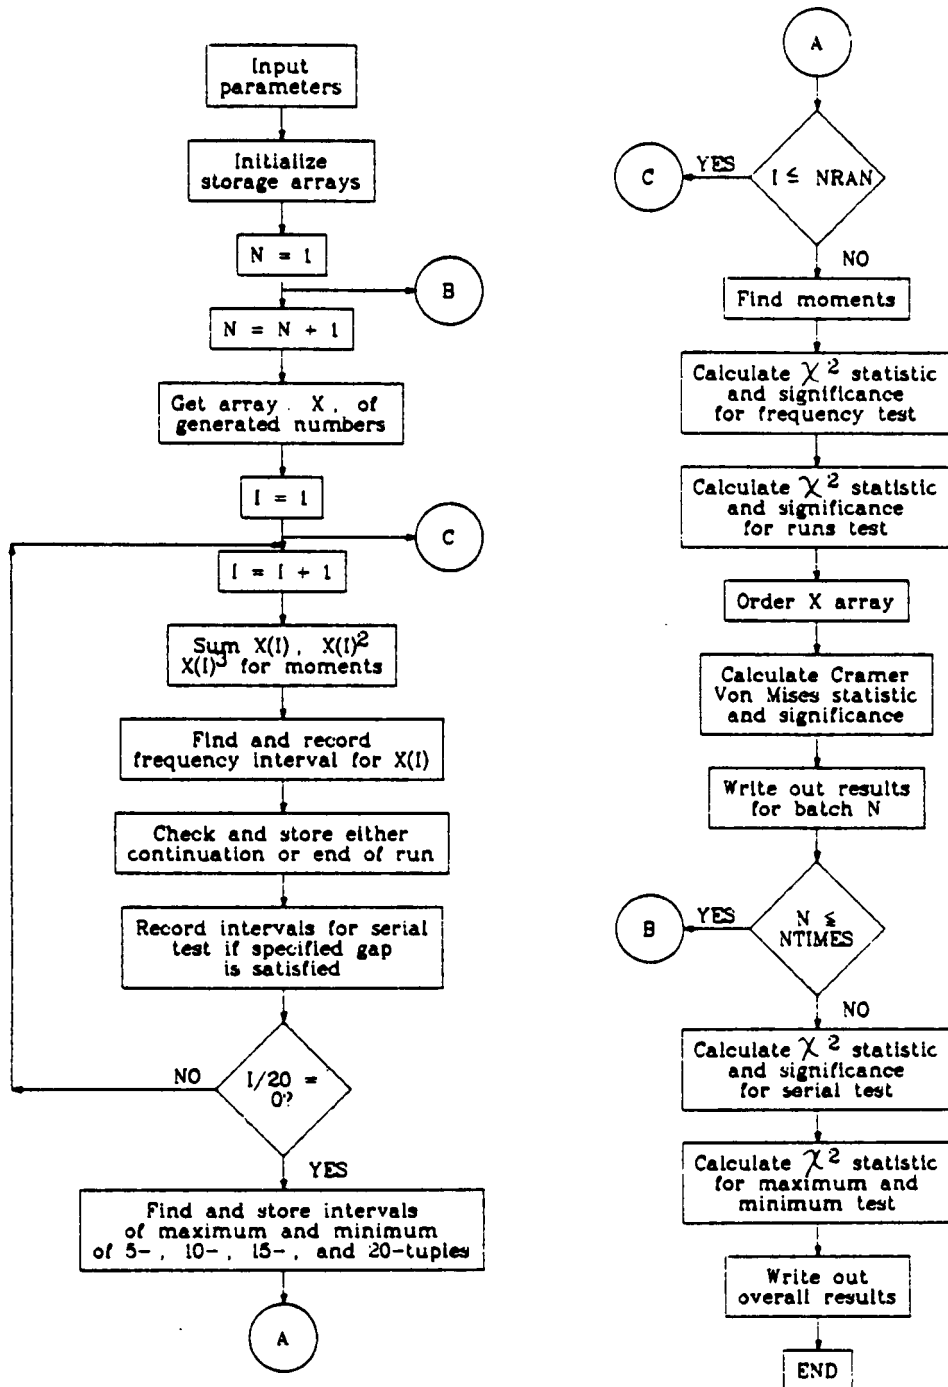 Input
parameters
Initialize
storage arrays
N = 1
B
N = N + 1
Get array X, of
generated numbers
I = 1
C
I = I + 1
Sum X(I), X(I)²
X(I)³ for moments
Find and record
frequency interval for X(I)
Check and store either
continuation or end of run
Record intervals for serial
test if specified gap
is satisfied
NO
I/20 =
0?
YES
Find and store intervals
of maximum and minimum
of 5-, 10-, 15-, and 20-tuples
A
A
C
YES
I ≤ NRAN
NO
Find moments
Calculate χ² statistic
and significance
for frequency test
Calculate χ² statistic
and significance
for runs test
Order X array
Calculate Cramer
Von Mises statistic
and significance
Write out results
for batch N
B
YES
N ≤
NTIMES
NO
Calculate χ² statistic
and significance
for serial test
Calculate χ² statistic
for maximum and
minimum test
Write out
overall results
END